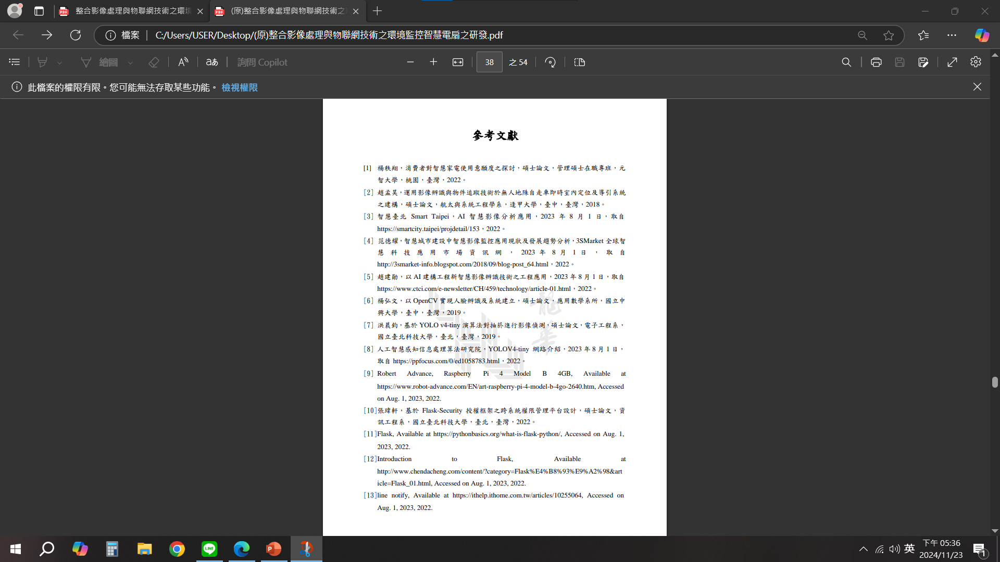 整合影像處理與物聯網技術之環境
(原)整合影像處理與物聯網技術之
檔案
C:/Users/USER/Desktop/(原)整合影像處理與物聯網技術之環境監控智慧電扇之研發.pdf
繪圖
aあ
詢問 Copilot
38
之 54
此檔案的權限有限。您可能無法存取某些功能。 檢視權限
參考文獻
[1] 楊秩翔，消費者對智慧家電使用意願度之探討，碩士論文，管理碩士在職專班，元
智大學，桃園，臺灣，2022。
[2] 趙孟昊，運用影像辨識與物件追蹤技術於無人地陎自走車即時室內定位及導引系統
之建構，碩士論文，航太與系統工程學系，逢甲大學，臺中，臺灣，2018。
[3] 智慧臺北 Smart Taipei，AI 智慧影像分析應用，2023 年 8 月 1 日，取自
https://smartcity.taipei/projdetail/153，2022。
[4] 范德耀，智慧城市建設中智慧影像監控應用現狀及發展趨勢分析，3SMarket 全球智
慧科技應用市場資訊網，2023 年 8 月 1 日，取自
http://3smarket-info.blogspot.com/2018/09/blog-post_64.html，2022。
[5] 趙建勛，以 AI 建構工程新智慧影像辨識技術之工程應用，2023 年 8 月 1 日，取自
https://www.ctci.com/e-newsletter/CH/459/technology/article-01.html，2022。
[6] 楊弘文，以 OpenCV 實現人臉辨識及系統建立，碩士論文，應用數學系所，國立中
興大學，臺中，臺灣，2019。
[7] 洪晨鈞，基於 YOLO v4-tiny 演算法對抽菸進行影像偵測，碩士論文，電子工程系，
國立臺北科技大學，臺北，臺灣，2019。
[8] 人工智慧感知信息處理算法研究院，YOLOV4-tiny 網路介紹，2023 年 8 月 1 日，
取自 https://ppfocus.com/0/ed1058783.html，2022。
[9] Robert Advance, Raspberry Pi 4 Model B 4GB, Available at
https://www.robot-advance.com/EN/art-raspberry-pi-4-model-b-4go-2640.htm, Accessed
on Aug. 1, 2023, 2022.
[10]張瑋軒，基於 Flask-Security 授權框架之跨系統權限管理平台設計，碩士論文，資
訊工程系，國立臺北科技大學，臺北，臺灣，2022。
[11]Flask, Available at https://pythonbasics.org/what-is-flask-python/, Accessed on Aug. 1,
2023, 2022.
[12]Introduction to Flask, Available at
http://www.chendacheng.com/content/?category=Flask%E4%B8%93%E9%A2%98&art
icle=Flask_01.html, Accessed on Aug. 1, 2023, 2022.
[13]line notify, Available at https://ithelp.ithome.com.tw/articles/10255064, Accessed on
Aug. 1, 2023, 2022.
龍華
LHU
英
下午 05:36
2024/11/23
1